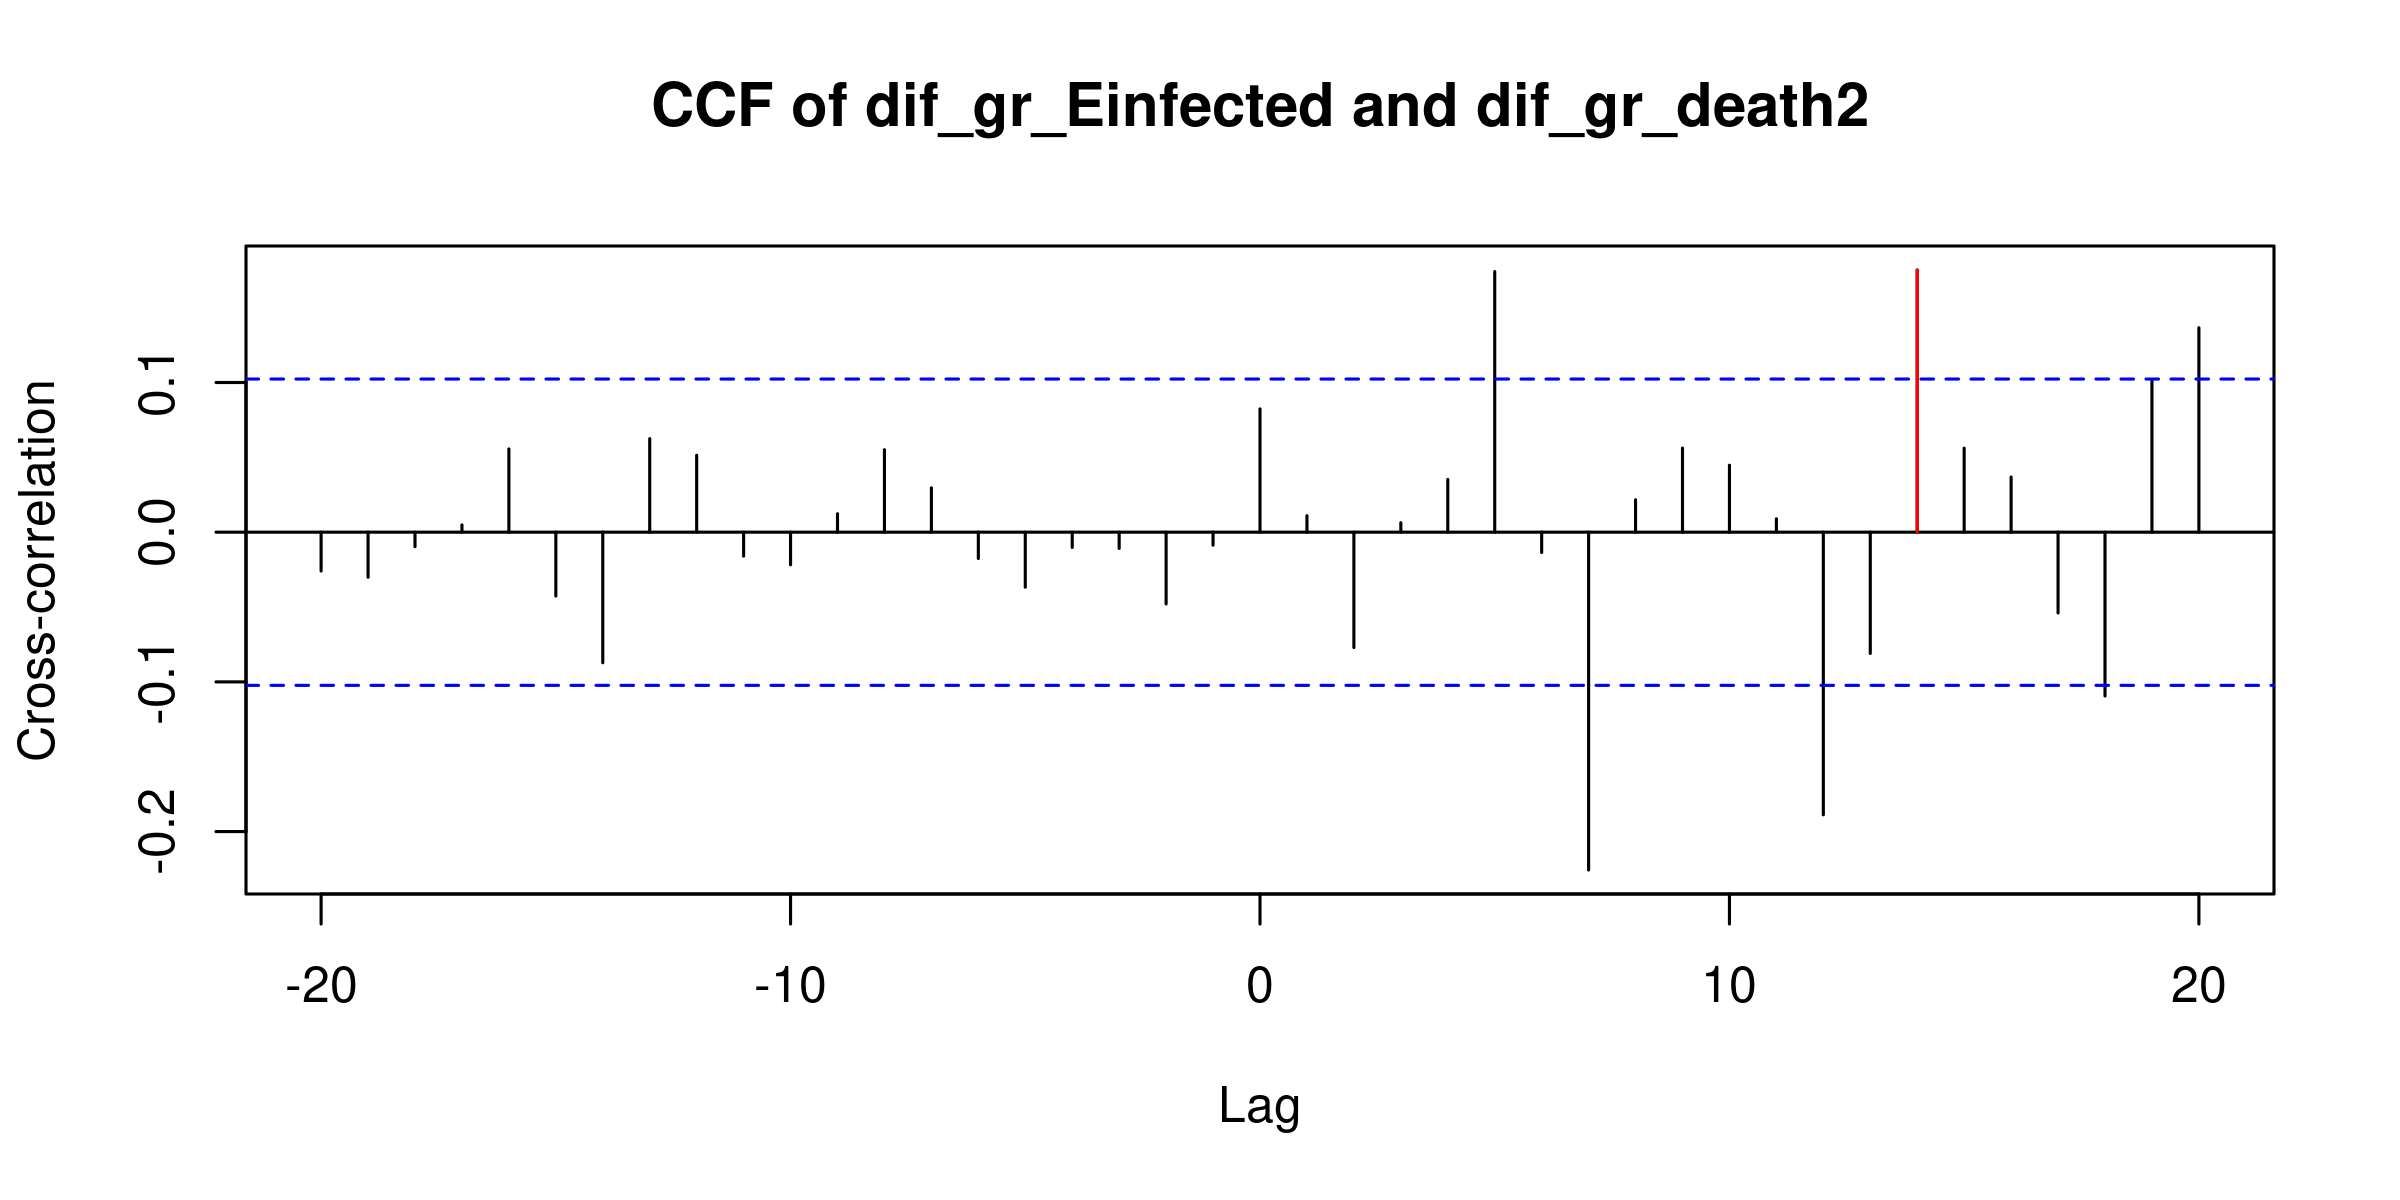 CCF of dif_gr_Einfected and dif_gr_death2
Cross-correlation
0.1
0.0
-0.1
-0.2
-20 -10 0 10 20
Lag